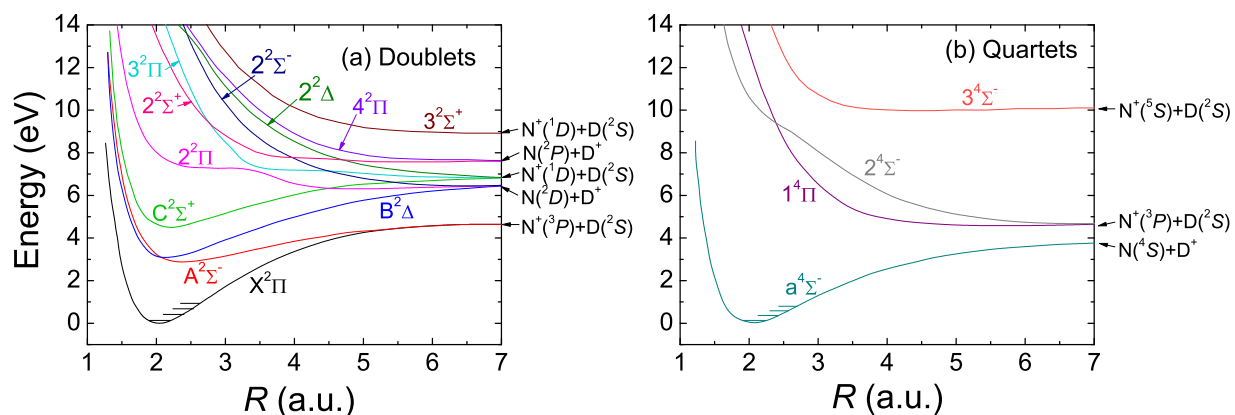 14
12
10
8
6
4
2
0
Energy (eV)
1 2 3 4 5 6 7
R (a.u.)
(a) Doublets
3²Π
2²Σ⁻
2²Σ⁺
2²Δ
4²Π
3²Σ⁺
2²Π
C²Σ⁺
B²Δ
A²Σ⁻
X²Π
N⁺(¹D)+D(²S)
N(²P)+D⁺
N⁺(¹D)+D(²S)
N(²D)+D⁺
N⁺(³P)+D(²S)
14
12
10
8
6
4
2
0
1 2 3 4 5 6 7
R (a.u.)
(b) Quartets
3⁴Σ⁻
2⁴Σ⁻
1⁴Π
a⁴Σ⁻
N⁺(⁵S)+D(²S)
N⁺(³P)+D(²S)
N(⁴S)+D⁺